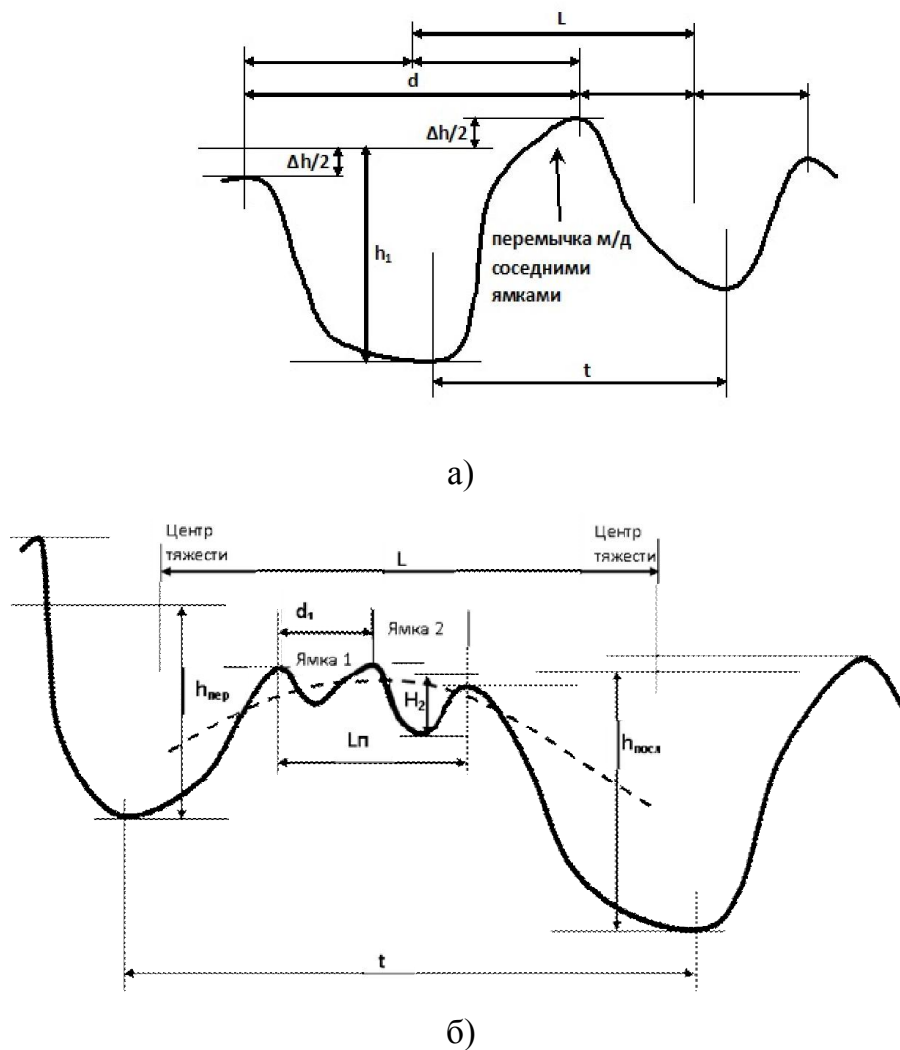 L
d
Δh/2
Δh/2
h₁
перемычка м/д
соседними
ямками
t
а)
Центр
тяжести
L
Центр
тяжести
d₁
Ямка 2
Ямка 1
hпер
H₂
Lп
hпосл
t
б)